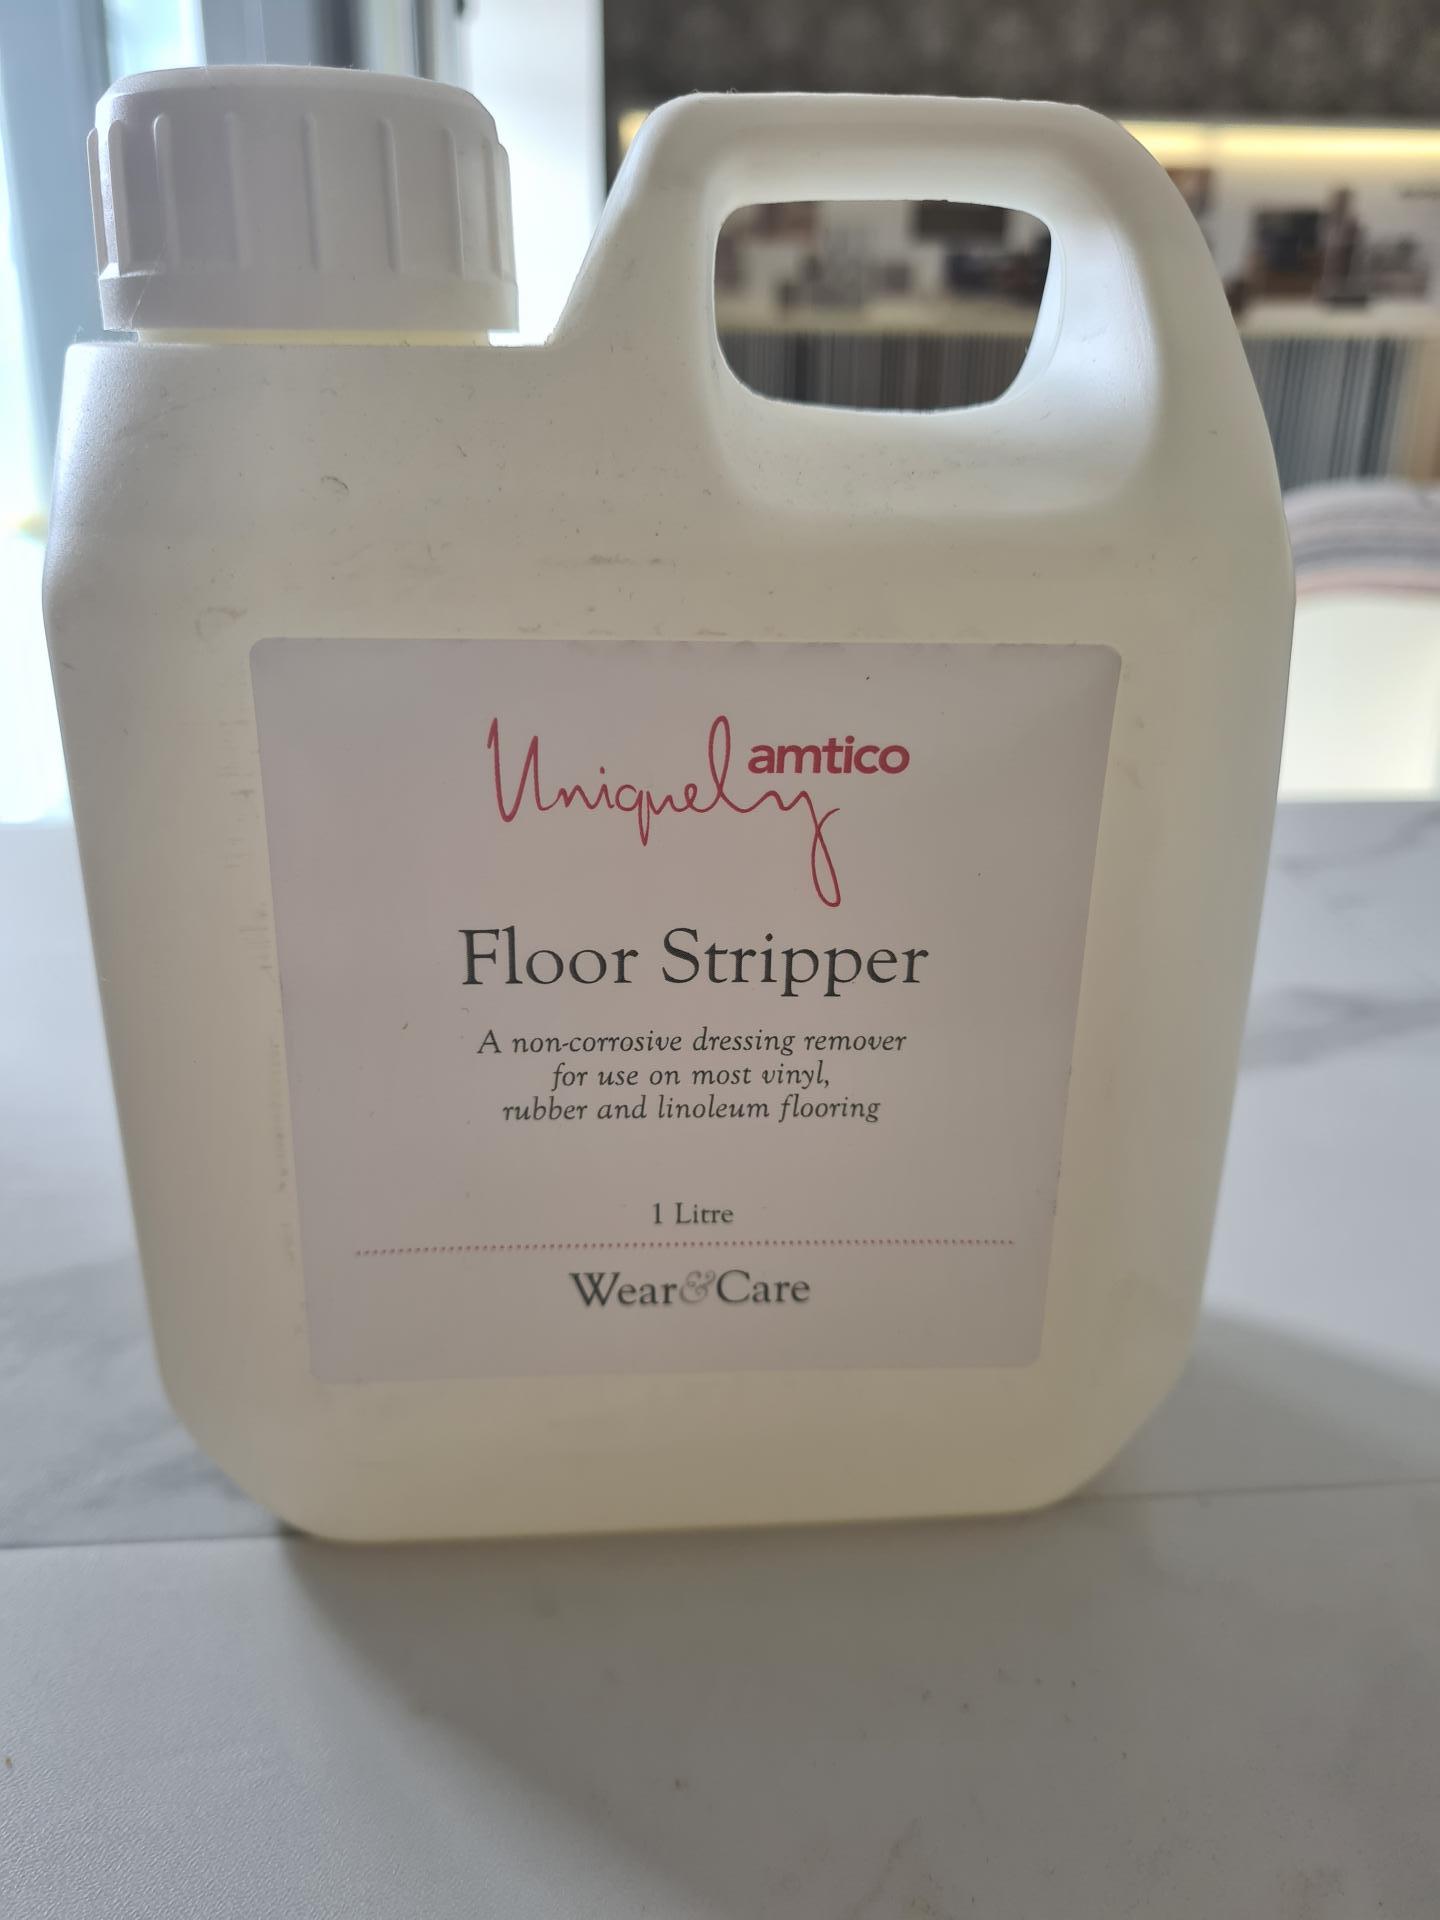 Uniquely amtico
Floor Stripper
A non-corrosive dressing remover
for use on most vinyl,
rubber and linoleum flooring
1 Litre
Wear&Care